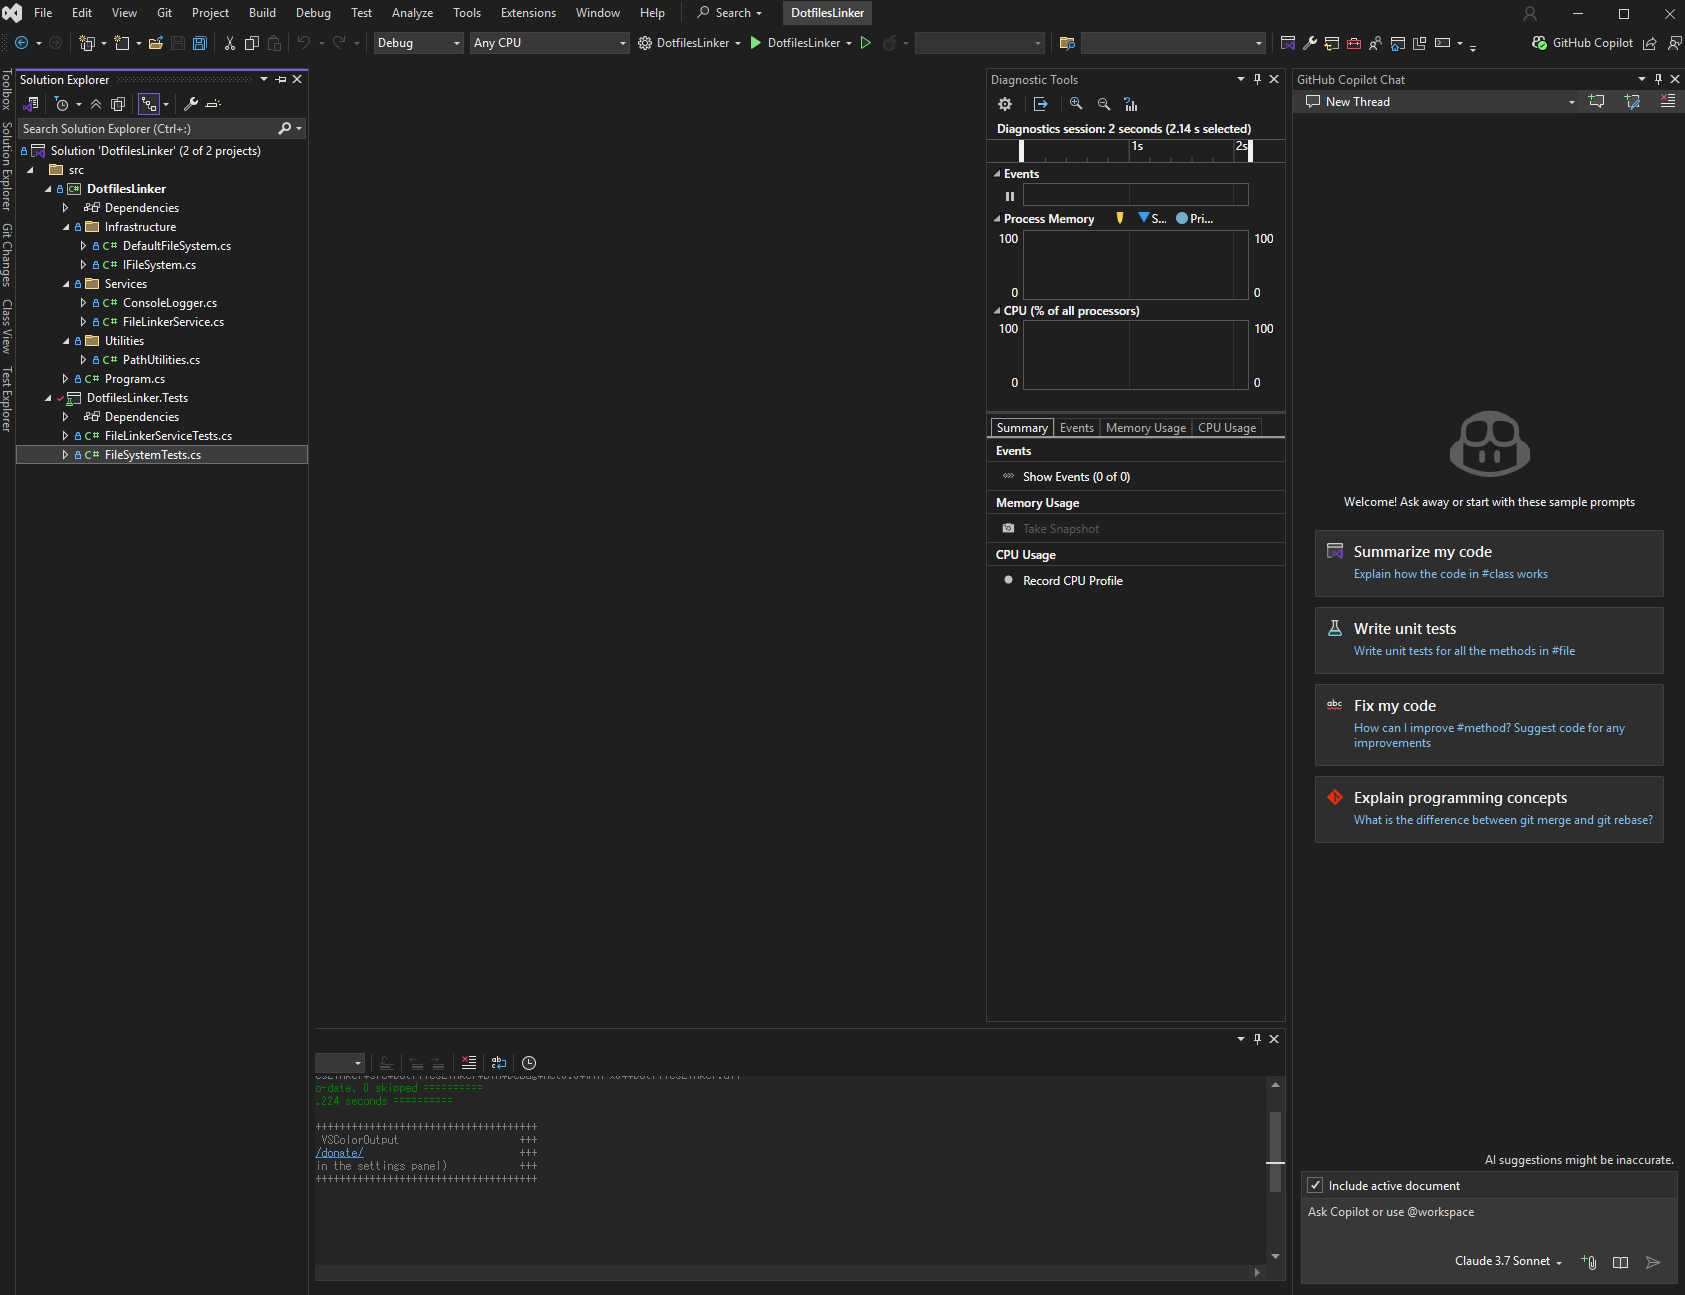 File Edit View Git Project Build Debug Test Analyze Tools Extensions Window Help Search DotfilesLinker
Debug Any CPU DotfilesLinker DotfilesLinker GitHub Copilot
Toolbox
Solution Explorer
Git Changes
Class View
Test Explorer
Solution Explorer
Search Solution Explorer (Ctrl+:)
Solution 'DotfilesLinker' (2 of 2 projects)
src
C# DotfilesLinker
Dependencies
Infrastructure
C# DefaultFileSystem.cs
C# IFileSystem.cs
Services
C# ConsoleLogger.cs
C# FileLinkerService.cs
Utilities
C# PathUtilities.cs
C# Program.cs
DotfilesLinker.Tests
Dependencies
C# FileLinkerServiceTests.cs
C# FileSystemTests.cs
Diagnostic Tools
Diagnostics session: 2 seconds (2.14 s selected)
1s 2s
Events
Process Memory S... Pri...
100 100
0 0
CPU (% of all processors)
100 100
0 0
Summary Events Memory Usage CPU Usage
Events
Show Events (0 of 0)
Memory Usage
Take Snapshot
CPU Usage
Record CPU Profile
o-date, 0 skipped ==========
.224 seconds ==========
+++++++++++++++++++++++++++++++++++++
VSColorOutput +++
/donate/ +++
in the settings panel) +++
+++++++++++++++++++++++++++++++++++++
GitHub Copilot Chat
New Thread
Welcome! Ask away or start with these sample prompts
Summarize my code
Explain how the code in #class works
Write unit tests
Write unit tests for all the methods in #file
abc Fix my code
How can I improve #method? Suggest code for any
improvements
Explain programming concepts
What is the difference between git merge and git rebase?
AI suggestions might be inaccurate.
Include active document
Ask Copilot or use @workspace
Claude 3.7 Sonnet